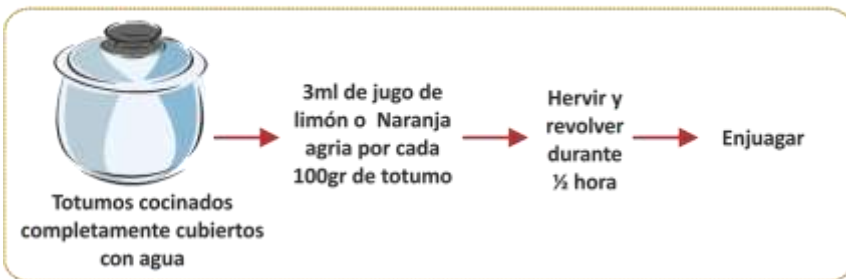 Totumos cocinados
completamente cubiertos
con agua
3ml de jugo de
limón o Naranja
agria por cada
100gr de totumo
Hervir y
revolver
durante
½ hora
Enjuagar